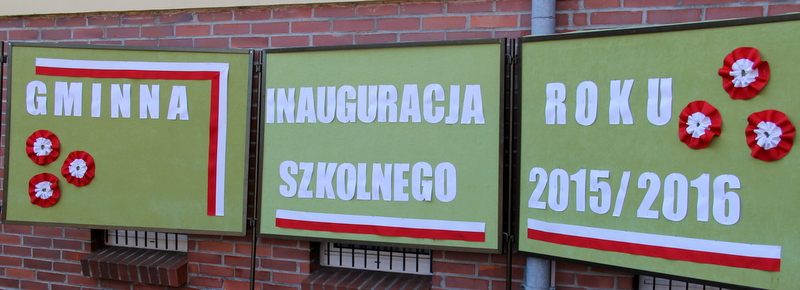 GMINNA INAUGURACJA ROKU
SZKOLNEGO 2015/2016